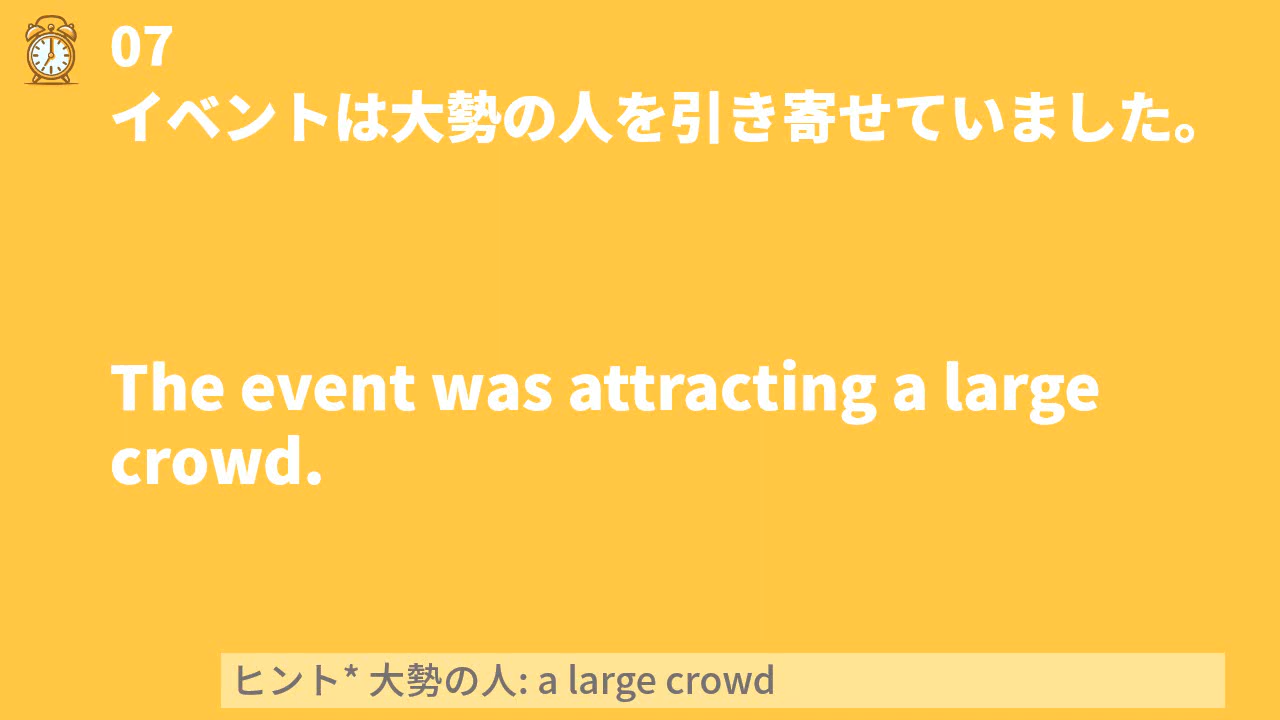 07
イベントは大勢の人を引き寄せていました。
The event was attracting a large
crowd.
ヒント* 大勢の人: a large crowd